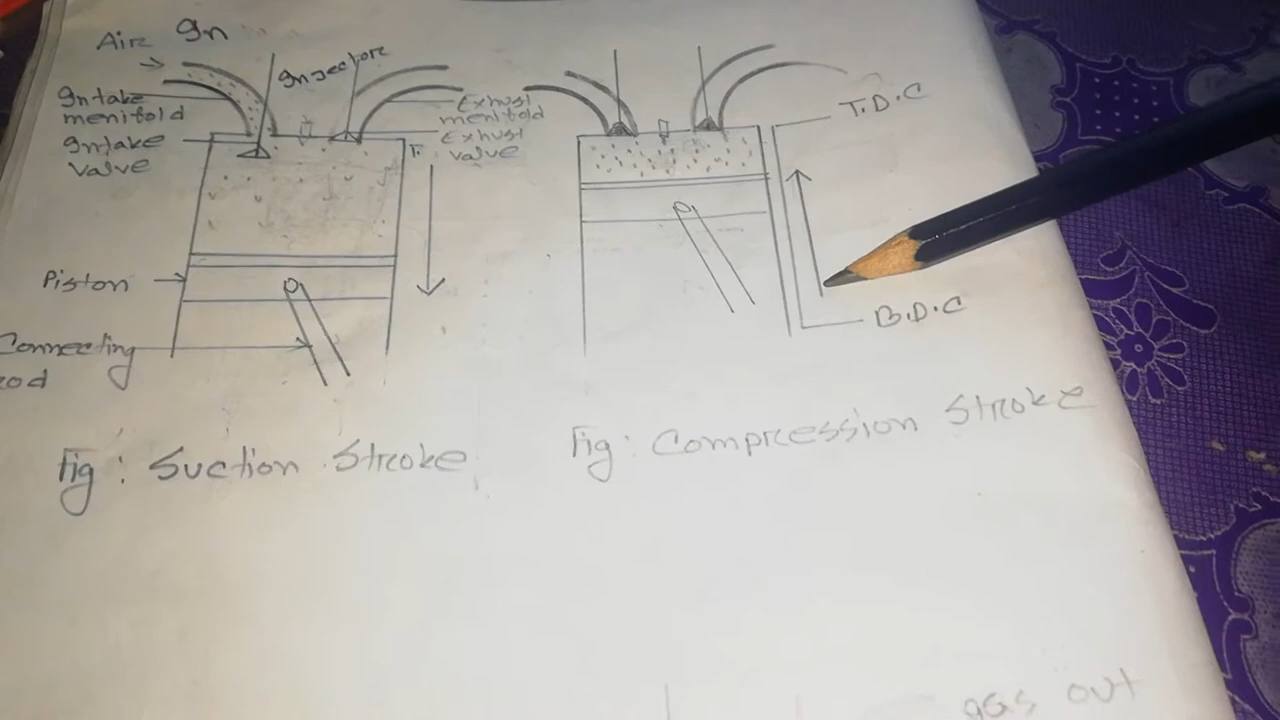 Air In
Injectore
Intake
menifold
Intake
valve
Exhust
menifold
Exhust
valve
T.
Piston
Connecting
rod
Fig: Suction Stroke
T.D.C
B.D.C
Fig: Compression Stroke
gas out